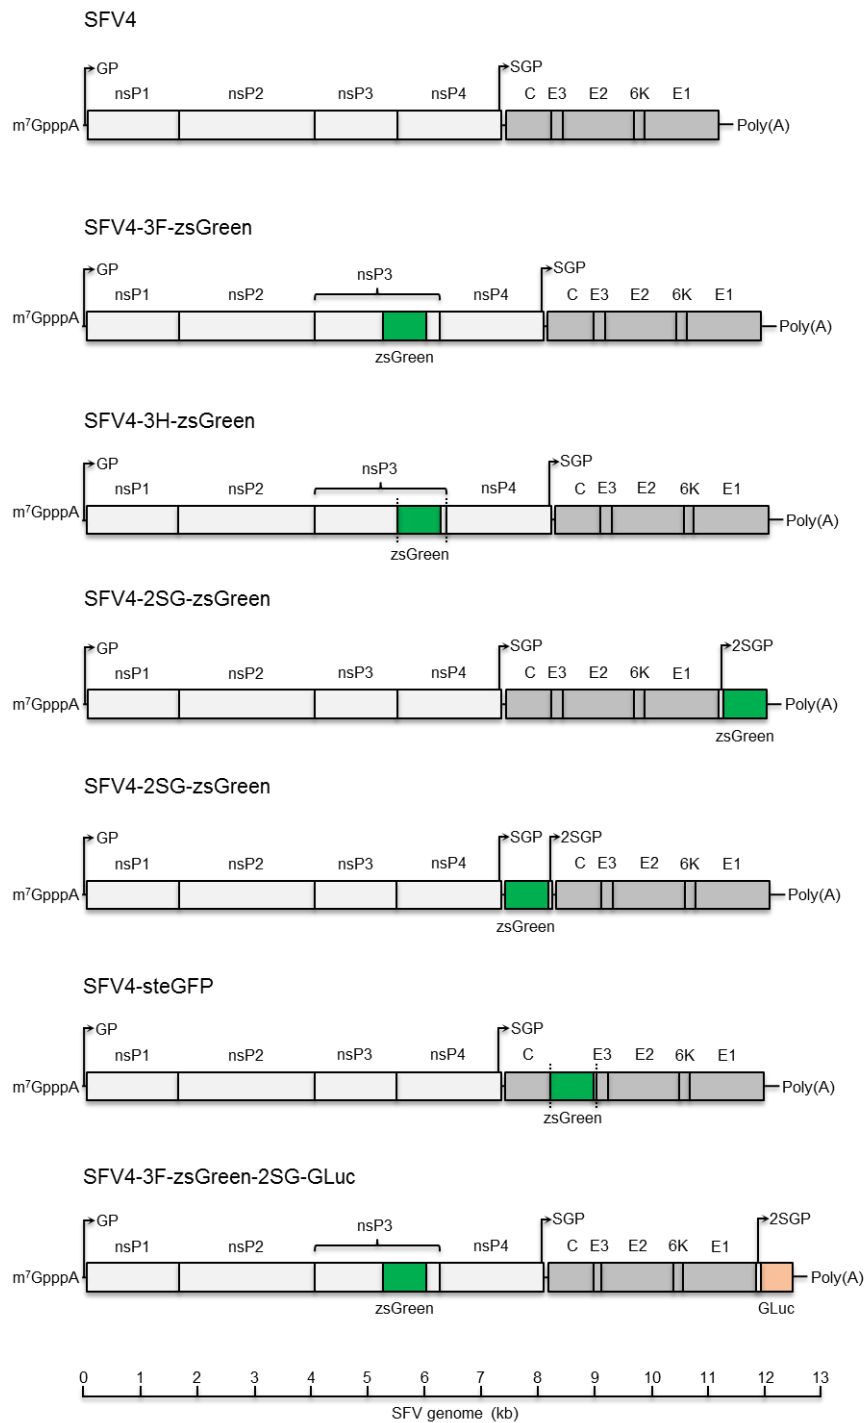 SFV4
GP SGP
nsP1 nsP2 nsP3 nsP4 C E3 E2 6K E1
m⁷GpppA Poly(A)
SFV4-3F-zsGreen
GP nsP3 SGP
nsP1 nsP2 nsP4 C E3 E2 6K E1
m⁷GpppA Poly(A)
zsGreen
SFV4-3H-zsGreen
GP nsP3 SGP
nsP1 nsP2 nsP4 C E3 E2 6K E1
m⁷GpppA Poly(A)
zsGreen
SFV4-2SG-zsGreen
GP SGP 2SGP
nsP1 nsP2 nsP3 nsP4 C E3 E2 6K E1
m⁷GpppA Poly(A)
zsGreen
SFV4-2SG-zsGreen
GP SGP 2SGP
nsP1 nsP2 nsP3 nsP4 C E3 E2 6K E1
m⁷GpppA Poly(A)
zsGreen
SFV4-steGFP
GP SGP
nsP1 nsP2 nsP3 nsP4 C E3 E2 6K E1
m⁷GpppA Poly(A)
zsGreen
SFV4-3F-zsGreen-2SG-GLuc
GP nsP3 SGP 2SGP
nsP1 nsP2 nsP4 C E3 E2 6K E1
m⁷GpppA Poly(A)
zsGreen GLuc
0 1 2 3 4 5 6 7 8 9 10 11 12 13
SFV genome (kb)